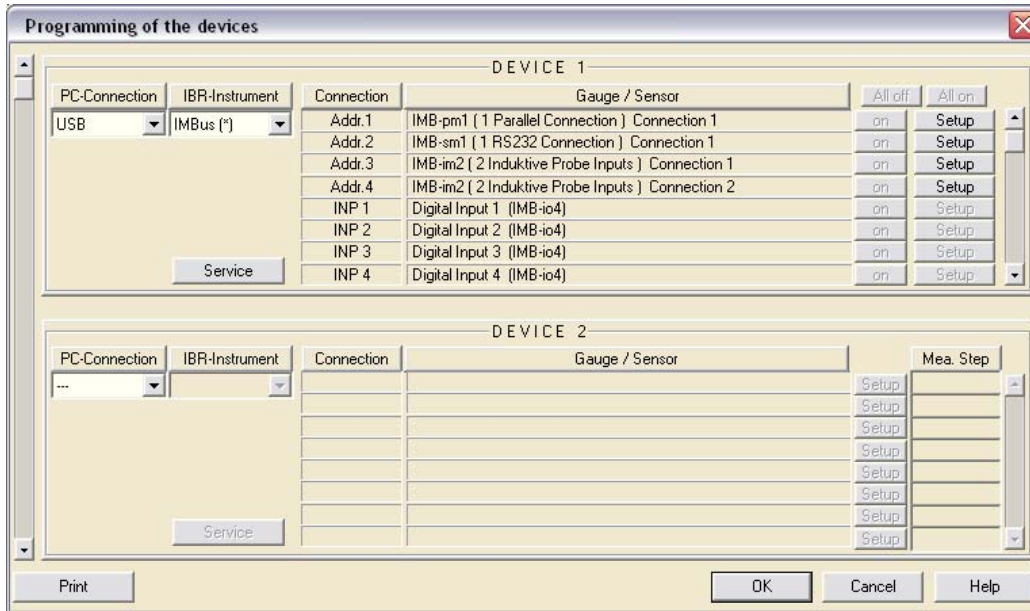 Programming of the devices
DEVICE 1
PC-Connection IBR-Instrument Connection Gauge / Sensor All off All on
USB IMBus (*) Addr.1 IMB-pm1 ( 1 Parallel Connection ) Connection 1 on Setup
Addr.2 IMB-sm1 ( 1 RS232 Connection ) Connection 1 on Setup
Addr.3 IMB-im2 ( 2 Induktive Probe Inputs ) Connection 1 on Setup
Addr.4 IMB-im2 ( 2 Induktive Probe Inputs ) Connection 2 on Setup
INP 1 Digital Input 1 (IMB-io4) on Setup
INP 2 Digital Input 2 (IMB-io4) on Setup
INP 3 Digital Input 3 (IMB-io4) on Setup
Service INP 4 Digital Input 4 (IMB-io4) on Setup
DEVICE 2
PC-Connection IBR-Instrument Connection Gauge / Sensor Mea. Step
--- Setup
Setup
Setup
Setup
Setup
Setup
Setup
Service Setup
Print OK Cancel Help